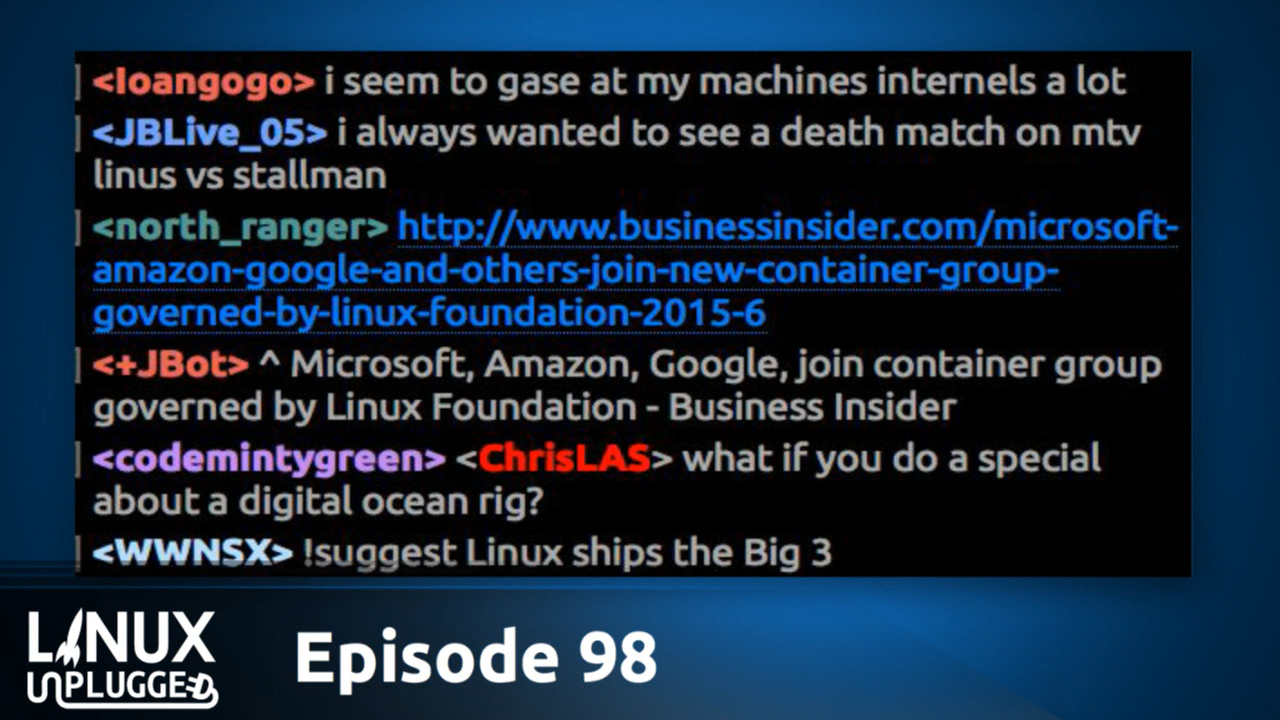 <loangogo> i seem to gase at my machines internels a lot
<JBLive_05> i always wanted to see a death match on mtv
linus vs stallman
<north_ranger> http://www.businessinsider.com/microsoft-
amazon-google-and-others-join-new-container-group-
governed-by-linux-foundation-2015-6
<+JBot> ^ Microsoft, Amazon, Google, join container group
governed by Linux Foundation - Business Insider
<codemintygreen> <ChrisLAS> what if you do a special
about a digital ocean rig?
<WWNSX> !suggest Linux ships the Big 3
LINUX
UNPLUGGED
Episode 98